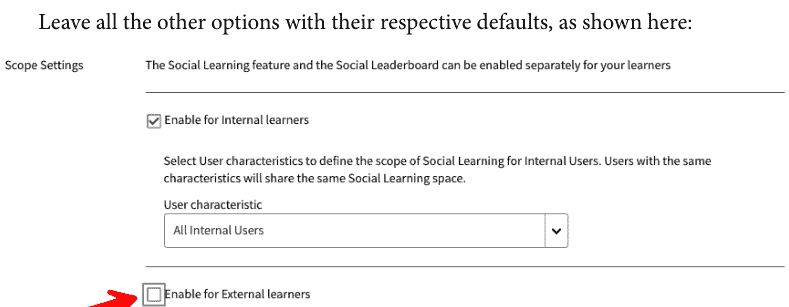 Leave all the other options with their respective defaults, as shown here:
Scope Settings
The Social Learning feature and the Social Leaderboard can be enabled separately for your learners
Enable for Internal learners
Select User characteristics to define the scope of Social Learning for Internal Users. Users with the same
characteristics will share the same Social Learning space.
User characteristic
All Internal Users
Enable for External learners